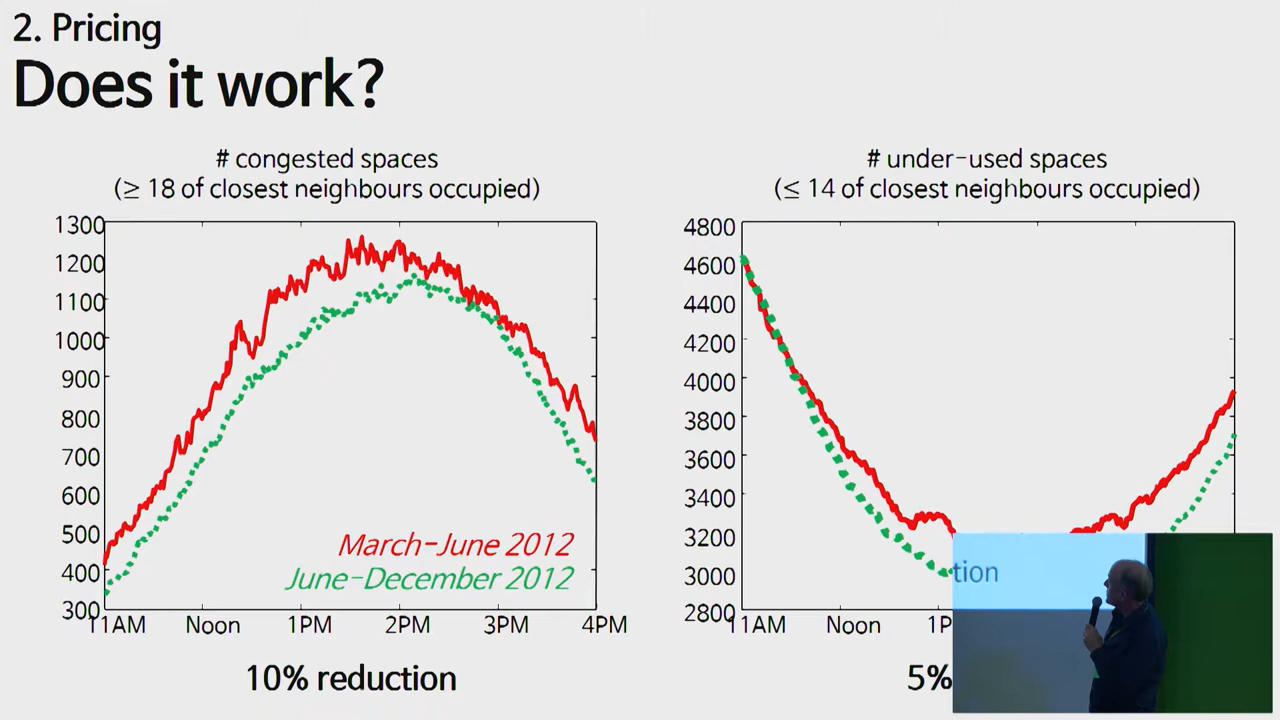 2. Pricing
Does it work?
# congested spaces
(≥ 18 of closest neighbours occupied)
1300
1200
1100
1000
900
800
700
600
500
400
300
11AM Noon 1PM 2PM 3PM 4PM
March-June 2012
June-December 2012
10% reduction
# under-used spaces
(≤ 14 of closest neighbours occupied)
4800
4600
4400
4200
4000
3800
3600
3400
3200
3000
2800
11AM Noon
5%
tion